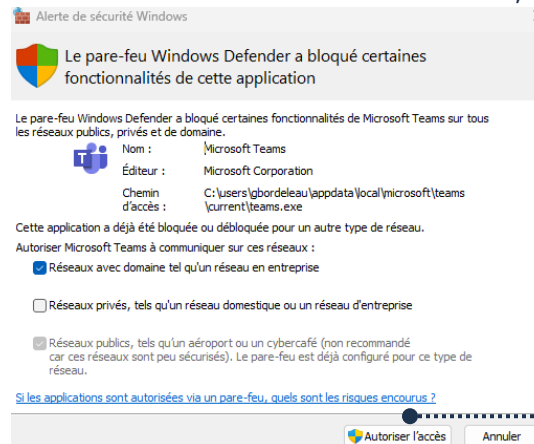 Alerte de sécurité Windows
Le pare-feu Windows Defender a bloqué certaines
fonctionnalités de cette application
Le pare-feu Windows Defender a bloqué certaines fonctionnalités de Microsoft Teams sur tous
les réseaux publics, privés et de domaine.
Nom : Microsoft Teams
Éditeur : Microsoft Corporation
Chemin d'accès : C:\users\gbordeleau\appdata\local\microsoft\teams
\current\teams.exe
Cette application a déjà été bloquée ou débloquée pour un autre type de réseau.
Autoriser Microsoft Teams à communiquer sur ces réseaux :
Réseaux avec domaine tel qu'un réseau en entreprise
Réseaux privés, tels qu'un réseau domestique ou un réseau d'entreprise
Réseaux publics, tels qu'un aéroport ou un cybercafé (non recommandé
car ces réseaux sont peu sécurisés). Le pare-feu est déjà configuré pour ce type de
réseau.
Si les applications sont autorisées via un pare-feu, quels sont les risques encourus ?
Autoriser l'accès Annuler